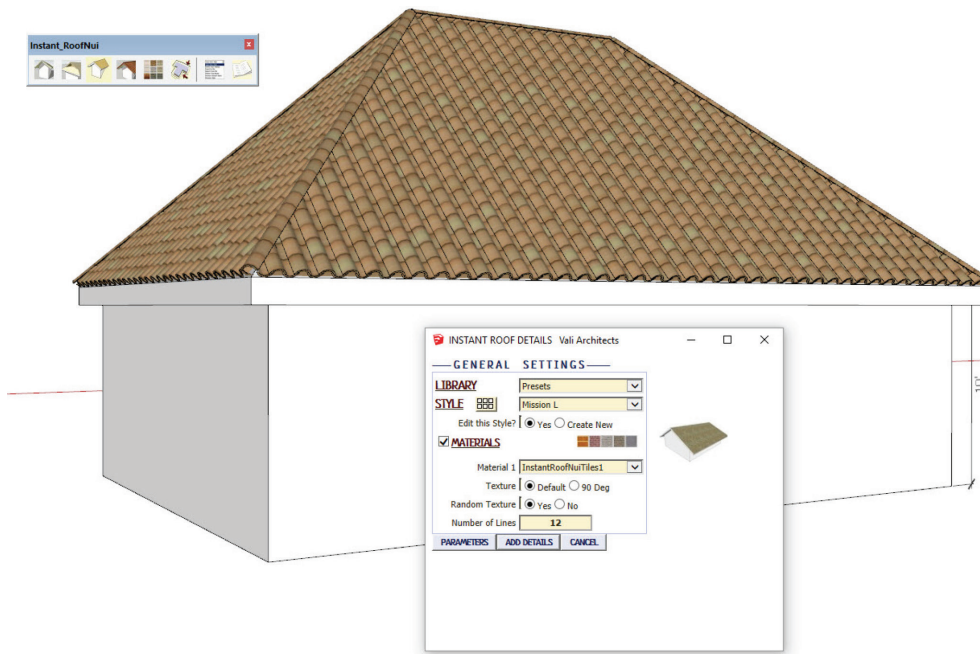 Instant_RoofNui
INSTANT ROOF DETAILS Vali Architects
GENERAL SETTINGS
LIBRARY Presets
STYLE Mission L
Edit this Style? Yes Create New
MATERIALS
Material 1 InstantRoofNuiTiles1
Texture Default 90 Deg
Random Texture Yes No
Number of Lines 12
PARAMETERS ADD DETAILS CANCEL
10'